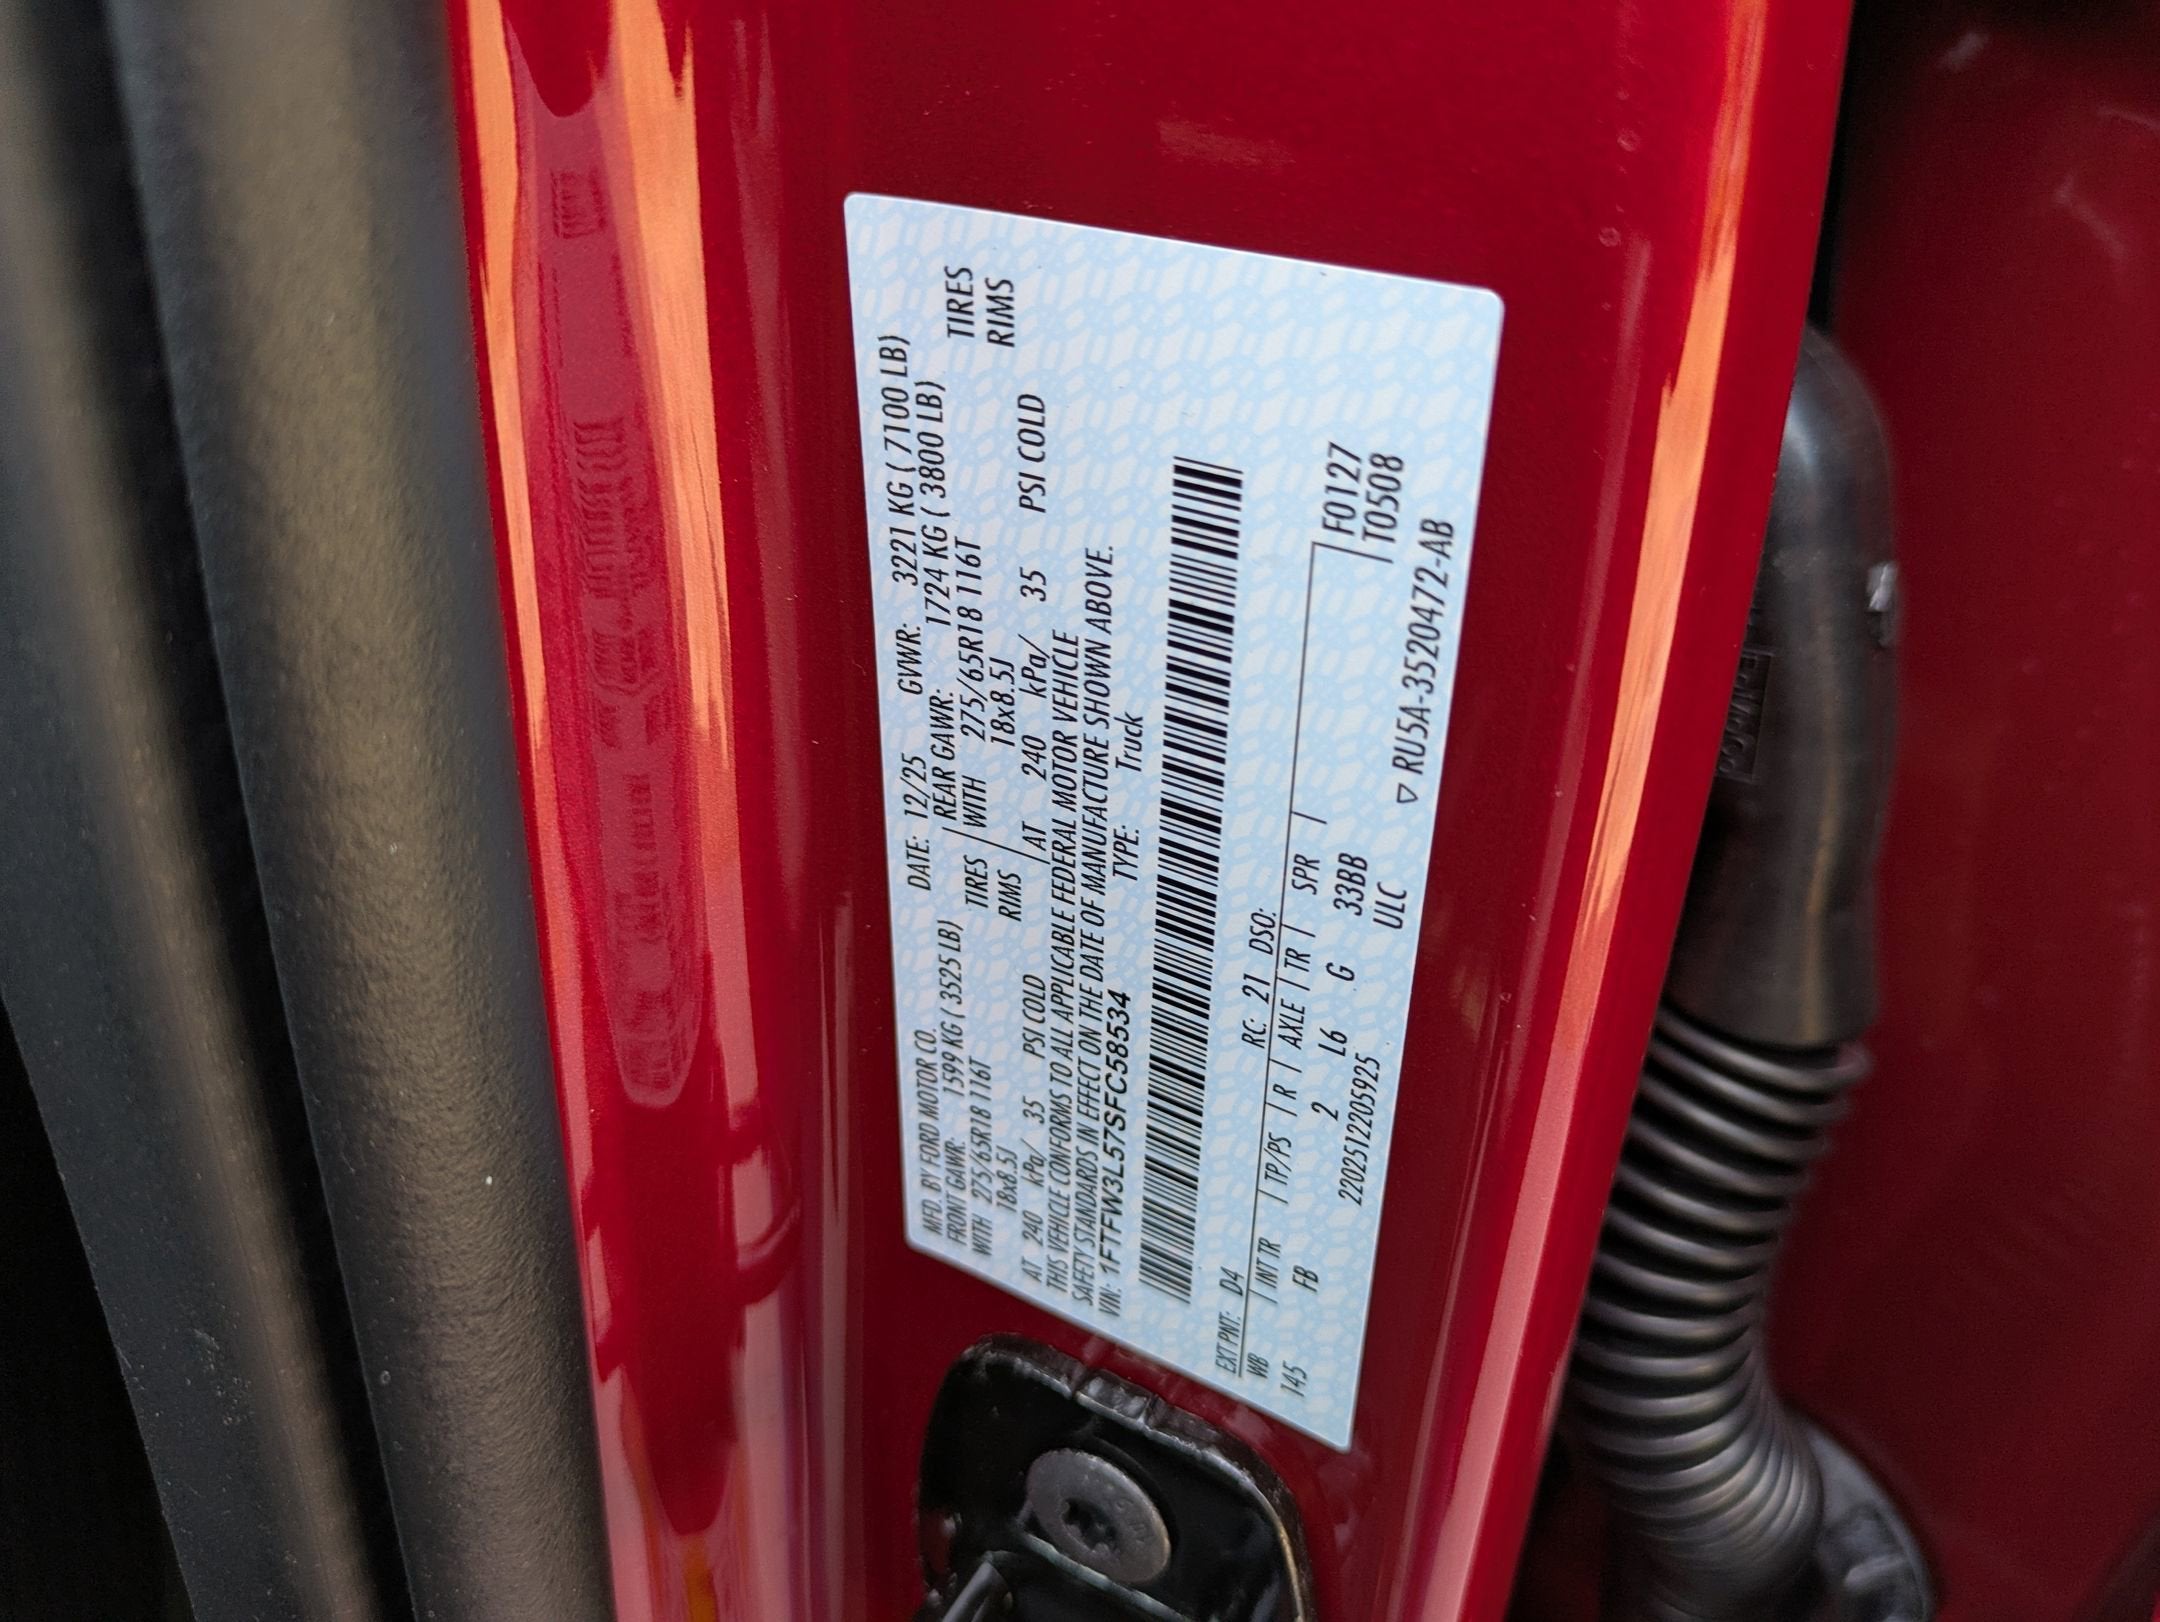 MFD. BY FORD MOTOR CO. DATE: 12/25 GVWR: 3221 KG ( 7100 LB)
FRONT GAWR: 1599 KG ( 3525 LB) REAR GAWR: 1724 KG ( 3800 LB)
WITH 275/65R18 116T TIRES WITH 275/65R18 116T TIRES
18x8.5J RIMS 18x8.5J RIMS
AT 240 kPa/ 35 PSI COLD AT 240 kPa/ 35 PSI COLD
THIS VEHICLE CONFORMS TO ALL APPLICABLE FEDERAL MOTOR VEHICLE
SAFETY STANDARDS IN EFFECT ON THE DATE OF MANUFACTURE SHOWN ABOVE.
VIN: 1FTFW3L57SFC58534 TYPE: Truck
EXT PNT: D4 RC: 21 DSO:
WB INT TR TP/PS R AXLE TR SPR F0127
145 FB 2 L6 G 33BB T0508
2202512205925 ULC
▽ RU5A-3520472-AB